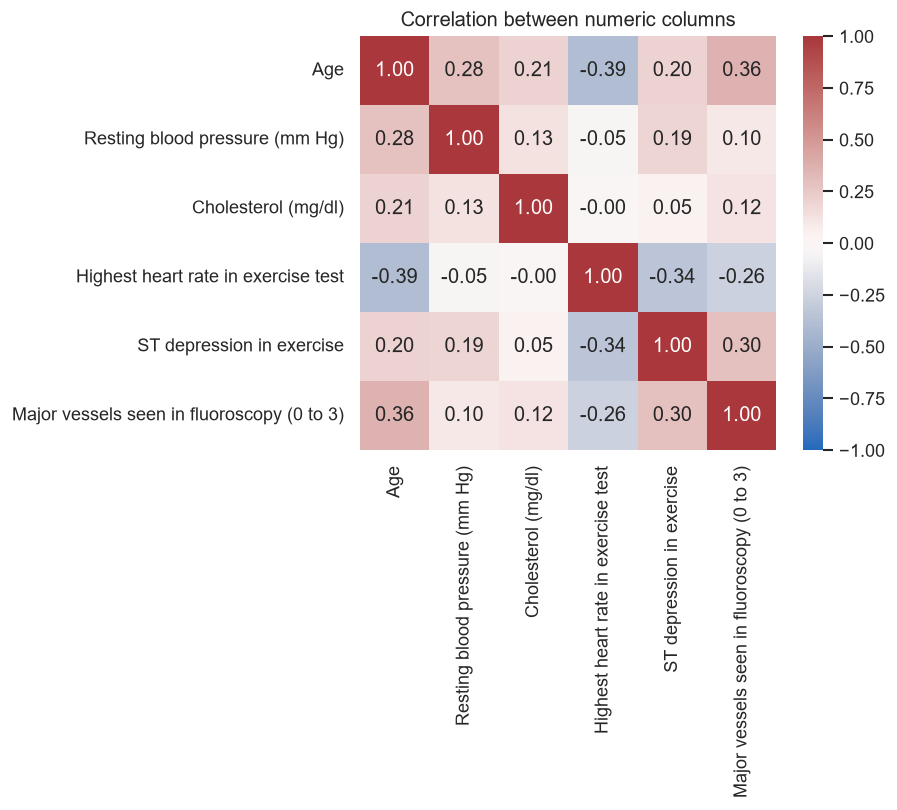 Correlation between numeric columns
Age 1.00 0.28 0.21 -0.39 0.20 0.36
Resting blood pressure (mm Hg) 0.28 1.00 0.13 -0.05 0.19 0.10
Cholesterol (mg/dl) 0.21 0.13 1.00 -0.00 0.05 0.12
Highest heart rate in exercise test -0.39 -0.05 -0.00 1.00 -0.34 -0.26
ST depression in exercise 0.20 0.19 0.05 -0.34 1.00 0.30
Major vessels seen in fluoroscopy (0 to 3) 0.36 0.10 0.12 -0.26 0.30 1.00
Age
Resting blood pressure (mm Hg)
Cholesterol (mg/dl)
Highest heart rate in exercise test
ST depression in exercise
Major vessels seen in fluoroscopy (0 to 3)
1.00
0.75
0.50
0.25
0.00
−0.25
−0.50
−0.75
−1.00